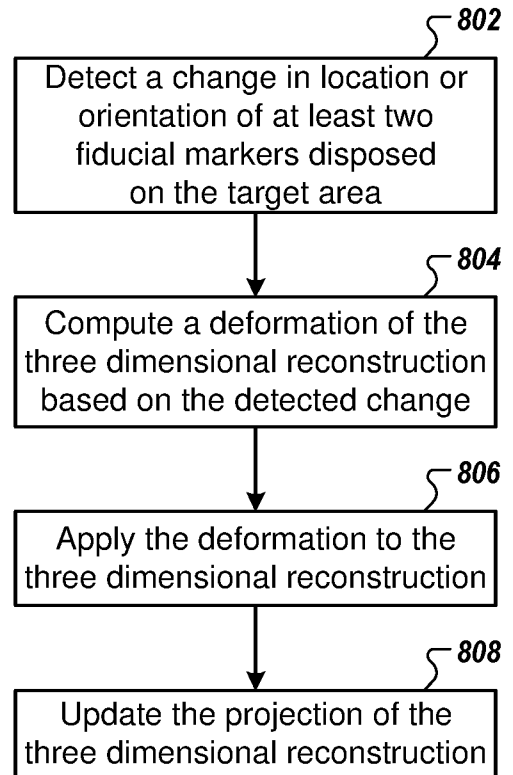 802
Detect a change in location or
orientation of at least two
fiducial markers disposed
on the target area
804
Compute a deformation of the
three dimensional reconstruction
based on the detected change
806
Apply the deformation to the
three dimensional reconstruction
808
Update the projection of the
three dimensional reconstruction